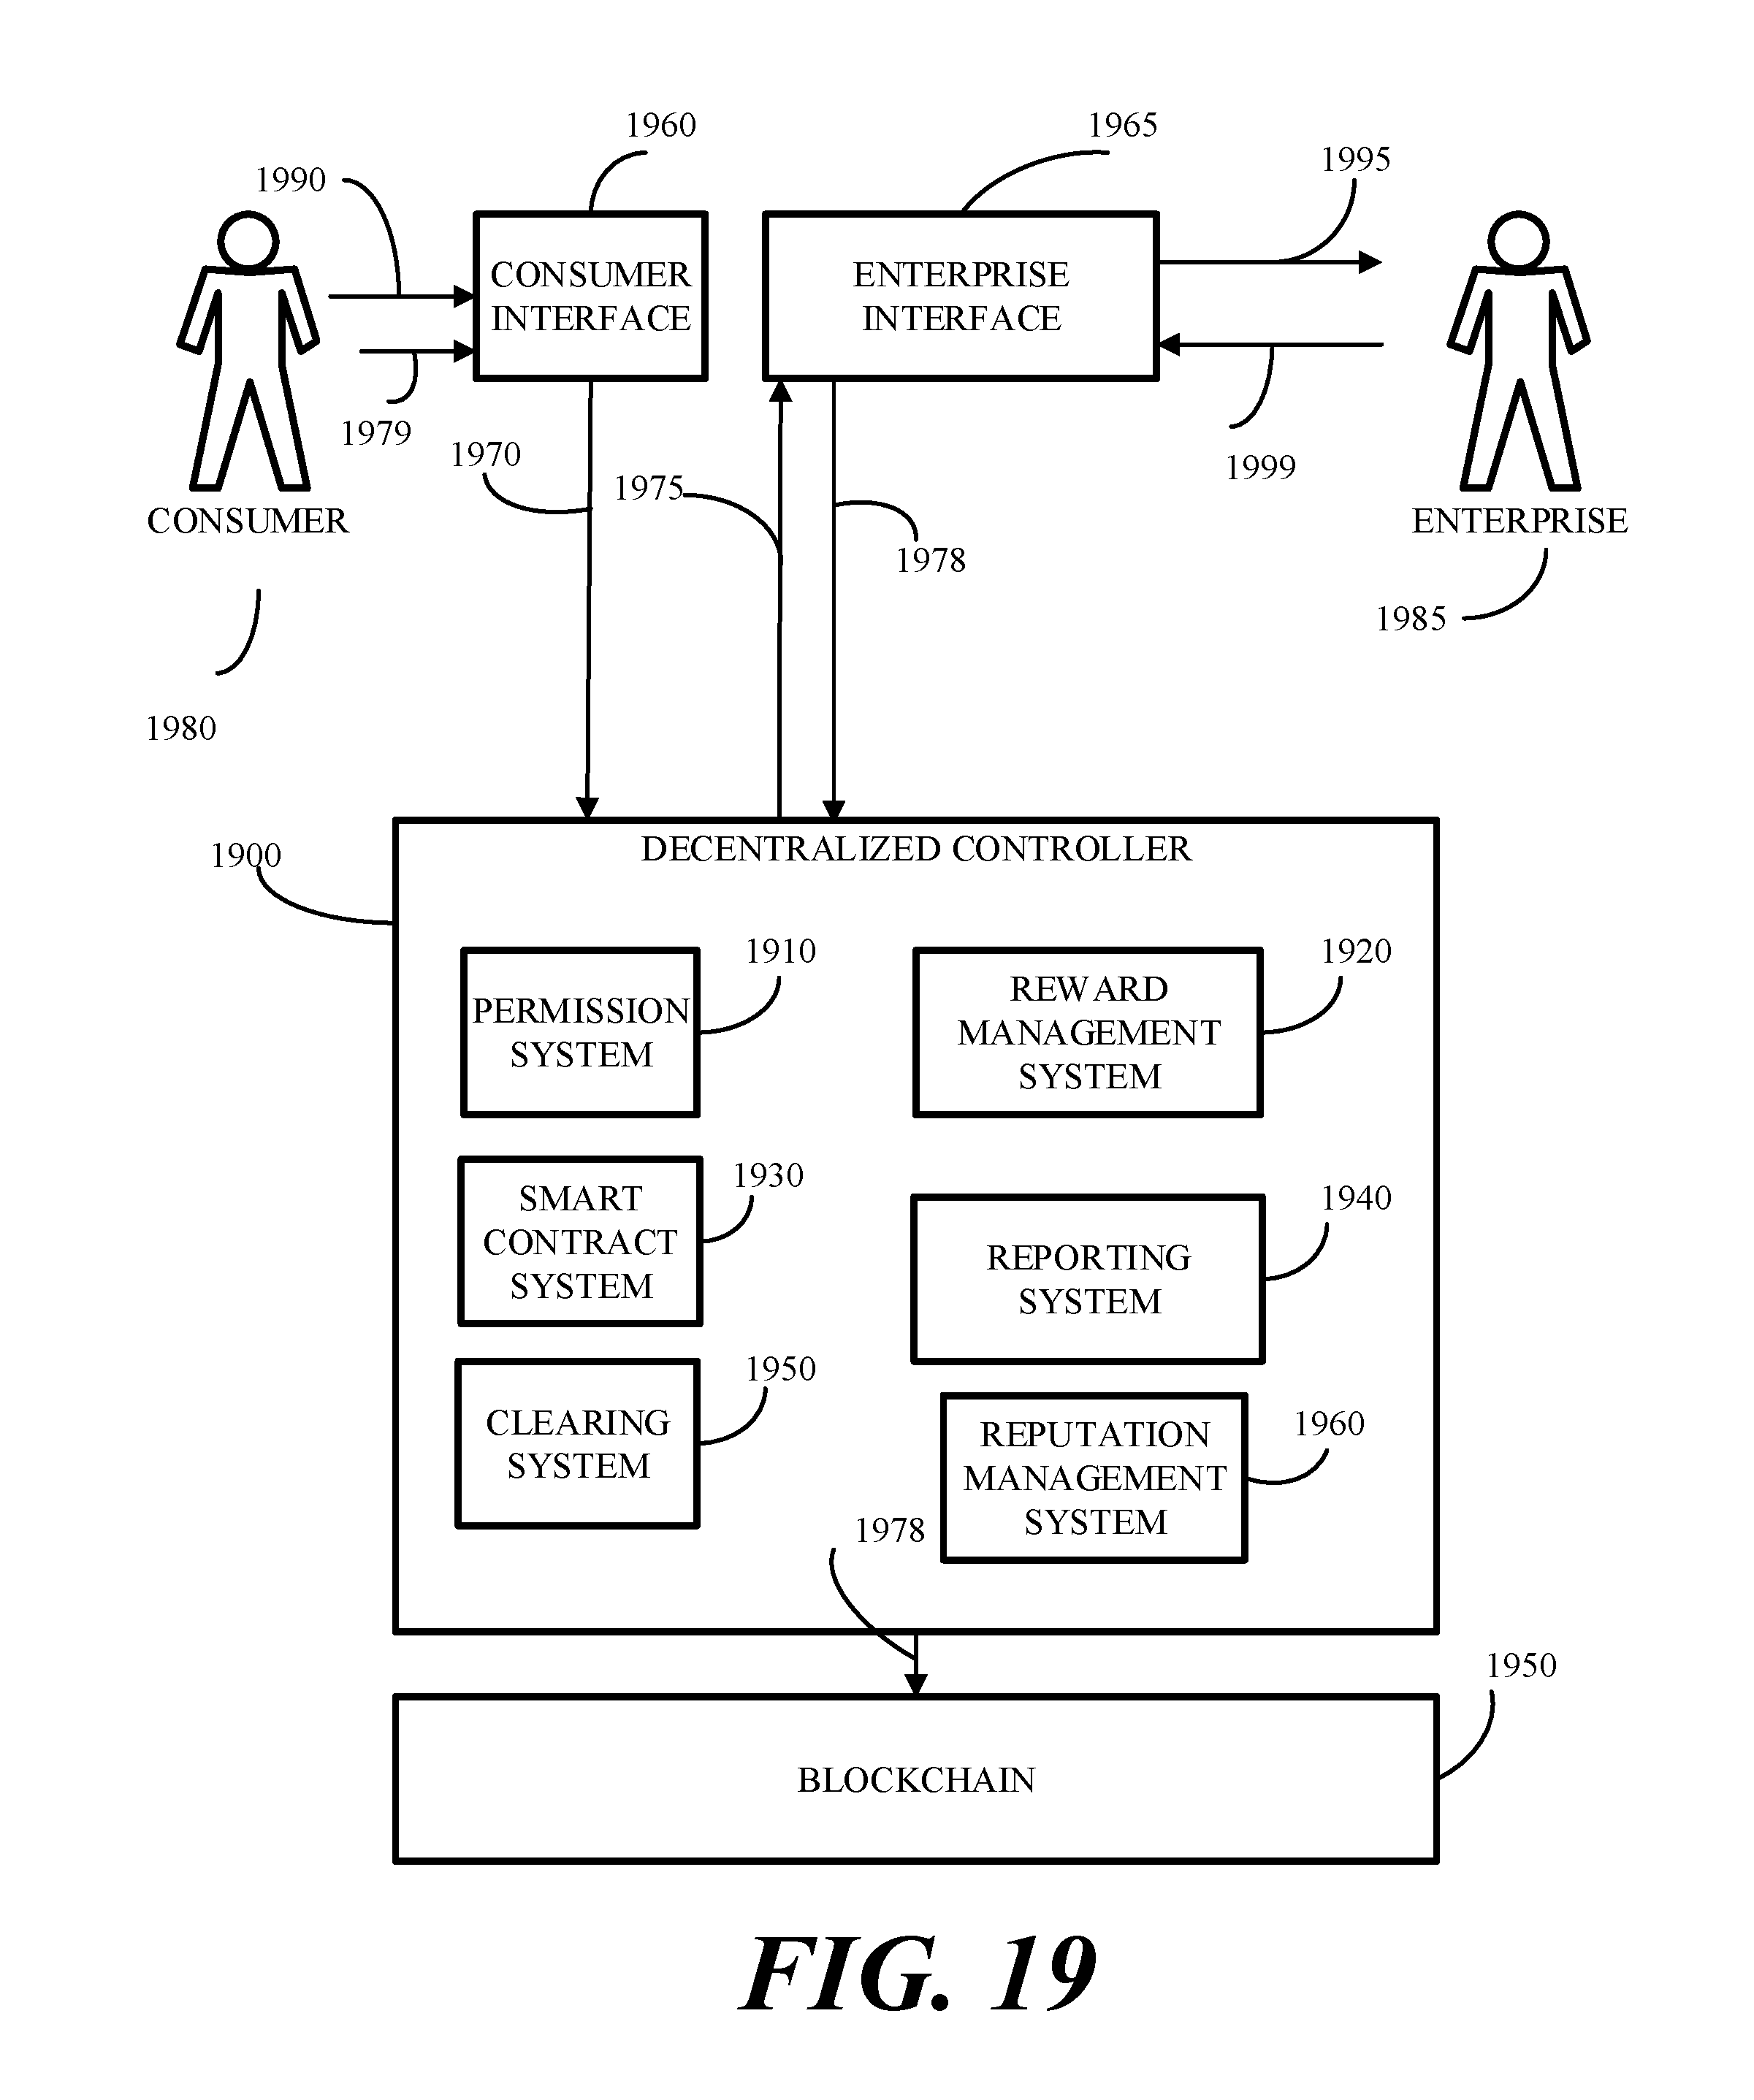 1960
1965
1995
1990
CONSUMER
INTERFACE
ENTERPRISE
INTERFACE
1979
1970
1975
1999
CONSUMER
ENTERPRISE
1978
1985
1980
1900
DECENTRALIZED CONTROLLER
1910
1920
PERMISSION
SYSTEM
REWARD
MANAGEMENT
SYSTEM
1930
1940
SMART
CONTRACT
SYSTEM
REPORTING
SYSTEM
1950
1960
CLEARING
SYSTEM
REPUTATION
MANAGEMENT
SYSTEM
1978
1950
BLOCKCHAIN
FIG. 19